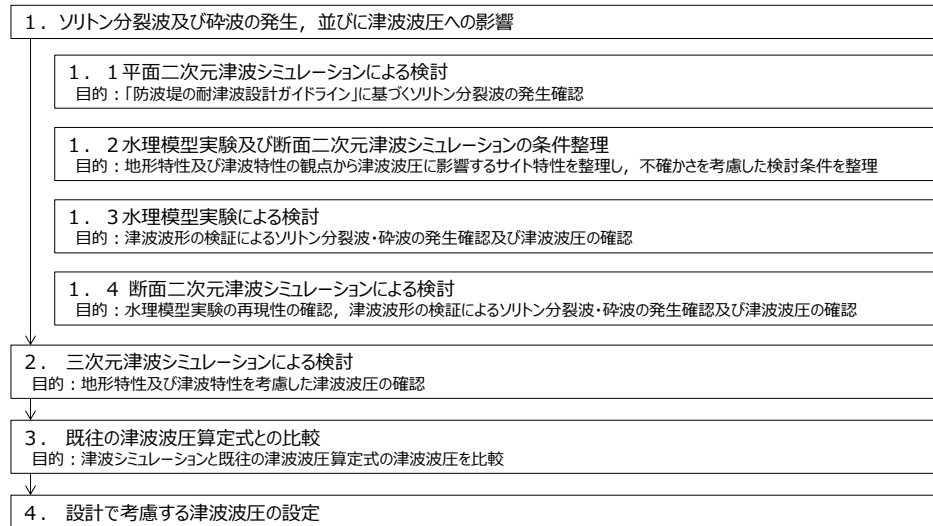 １．ソリトン分裂波及び砕波の発生，並びに津波波圧への影響
１．１平面二次元津波シミュレーションによる検討
目的：「防波堤の耐津波設計ガイドライン」に基づくソリトン分裂波の発生確認
１．２水理模型実験及び断面二次元津波シミュレーションの条件整理
目的：地形特性及び津波特性の観点から津波波圧に影響するサイト特性を整理し，不確かさを考慮した検討条件を整理
１．３水理模型実験による検討
目的：津波波形の検証によるソリトン分裂波・砕波の発生確認及び津波波圧の確認
１．４ 断面二次元津波シミュレーションによる検討
目的：水理模型実験の再現性の確認，津波波形の検証によるソリトン分裂波・砕波の発生確認及び津波波圧の確認
２． 三次元津波シミュレーションによる検討
目的：地形特性及び津波特性を考慮した津波波圧の確認
３． 既往の津波波圧算定式との比較
目的：津波シミュレーションと既往の津波波圧算定式の津波波圧を比較
４． 設計で考慮する津波波圧の設定